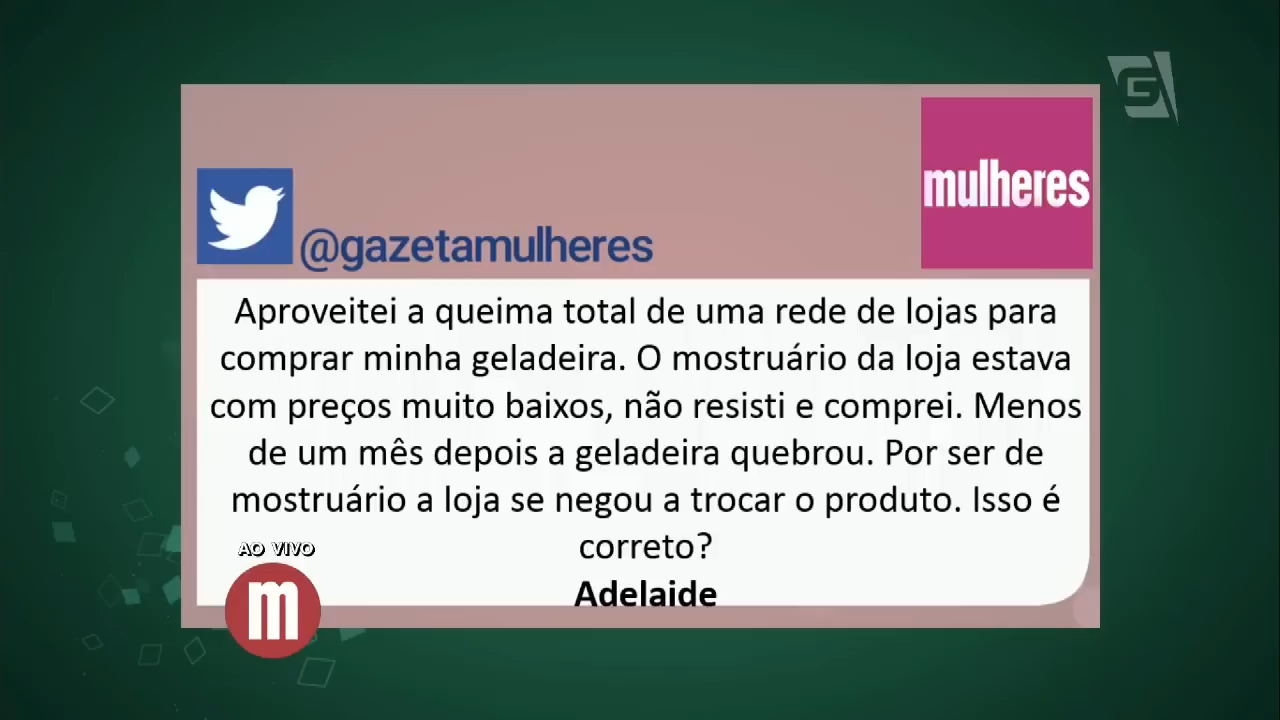 mulheres
@gazetamulheres
Aproveitei a queima total de uma rede de lojas para
comprar minha geladeira. O mostruário da loja estava
com preços muito baixos, não resisti e comprei. Menos
de um mês depois a geladeira quebrou. Por ser de
mostruário a loja se negou a trocar o produto. Isso é
correto?
Adelaide
AO VIVO
m